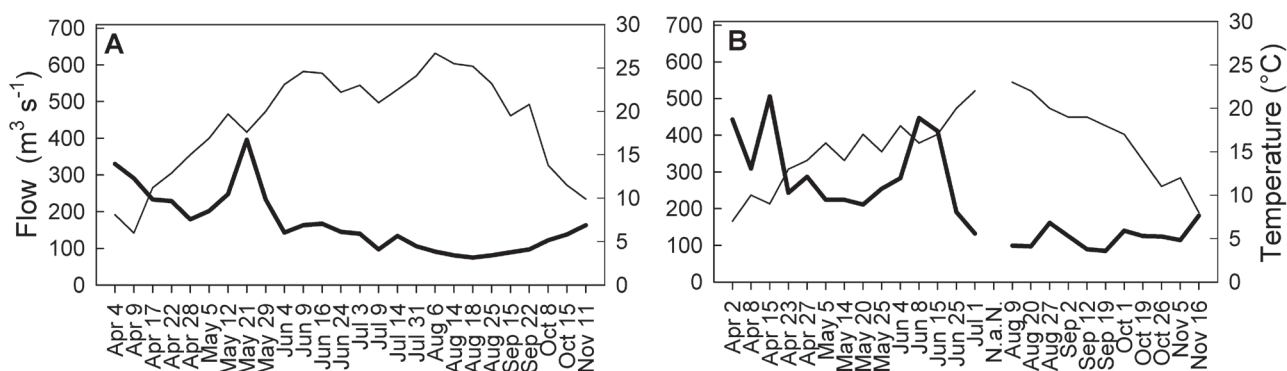 A
B
700
600
500
400
300
200
100
0
Flow (m³ s⁻¹)
30
25
20
15
10
5
0
Apr 4
Apr 9
Apr 17
Apr 22
Apr 28
May 5
May 12
May 21
May 29
Jun 4
Jun 9
Jun 16
Jun 24
Jul 3
Jul 9
Jul 14
Jul 31
Aug 6
Aug 14
Aug 18
Aug 25
Sep 15
Sep 22
Oct 8
Oct 15
Nov 11
700
600
500
400
300
200
100
0
30
25
20
15
10
5
0
Temperature (°C)
Apr 2
Apr 8
Apr 15
Apr 23
Apr 27
May 5
May 14
May 20
May 25
Jun 4
Jun 8
Jun 15
Jun 25
Jul 1
N.a.N.
Aug 9
Aug 20
Aug 27
Sep 2
Sep 12
Sep 19
Oct 1
Oct 19
Oct 26
Nov 5
Nov 16